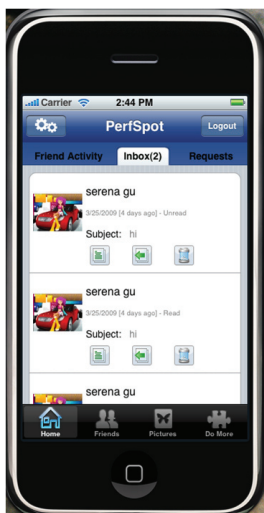 Carrier 2:44 PM
PerfSpot Logout
Friend Activity Inbox(2) Requests
serena gu
3/25/2009 [4 days ago] - Unread
Subject: hi
serena gu
3/25/2009 [4 days ago] - Read
Subject: hi
serena gu
Home Friends Pictures Do More